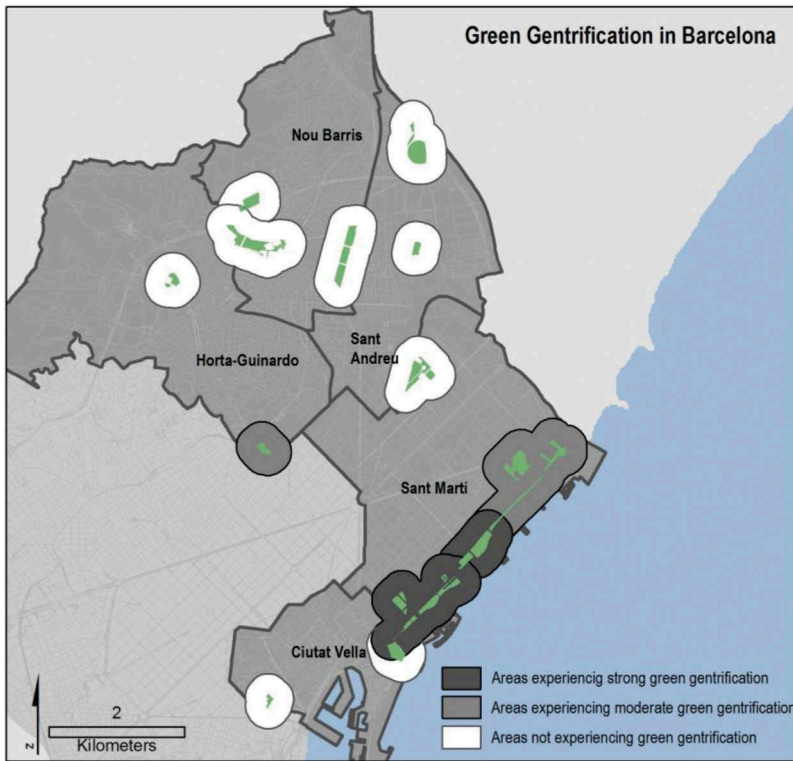 Green Gentrification in Barcelona
Nou Barris
Sant
Andreu
Horta-Guinardo
Sant Martí
Ciutat Vella
Areas experiencig strong green gentrification
Areas experiencing moderate green gentrification
Areas not experiencing green gentrification
2
Kilometers
z